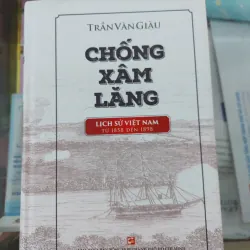 TRẦN VĂN GIÀU
CHỐNG
XÂM
LĂNG
LỊCH SỬ VIỆT NAM
TỪ 1858 ĐẾN 1898